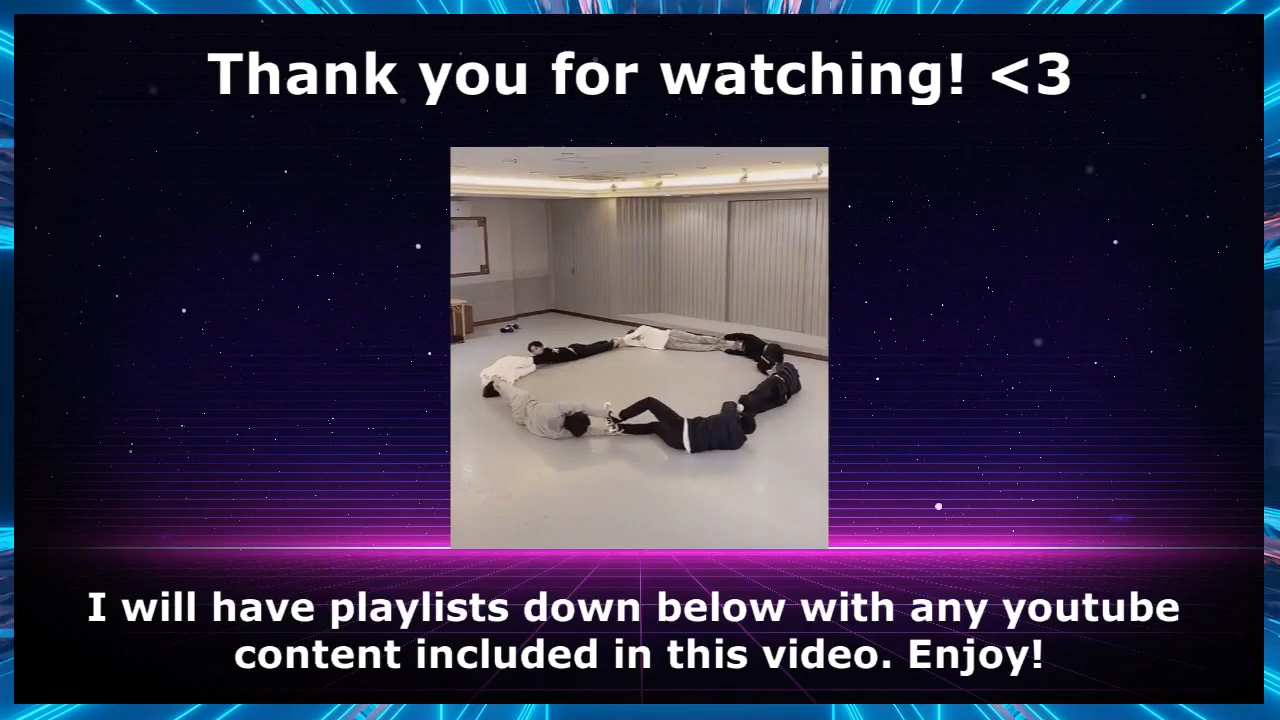 Thank you for watching! <3
I will have playlists down below with any youtube
content included in this video. Enjoy!